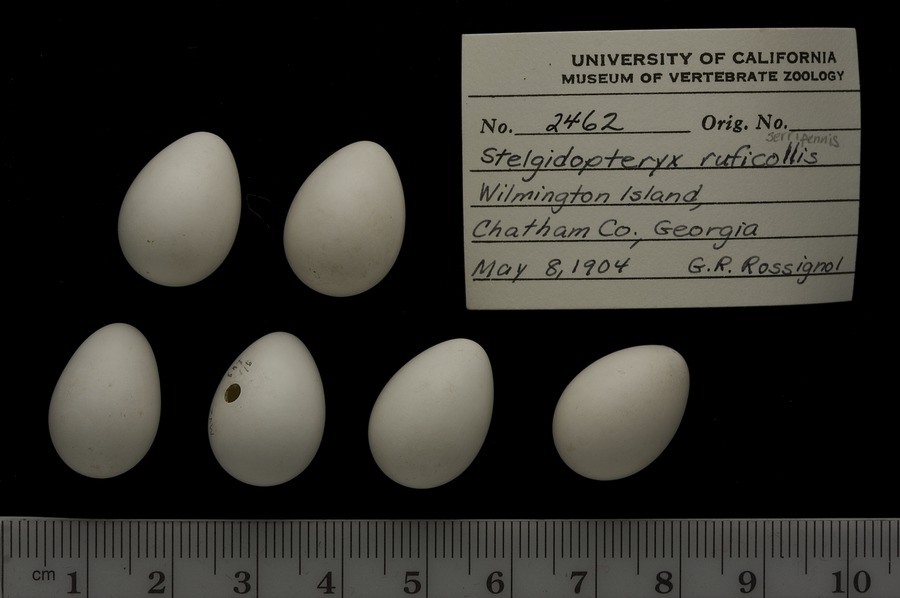 UNIVERSITY OF CALIFORNIA
MUSEUM OF VERTEBRATE ZOOLOGY
No. 2462 Orig. No.
serripennis
Stelgidopteryx ruficollis
Wilmington Island,
Chatham Co., Georgia
May 8, 1904 G.R. Rossignol
cm 1 2 3 4 5 6 7 8 9 10